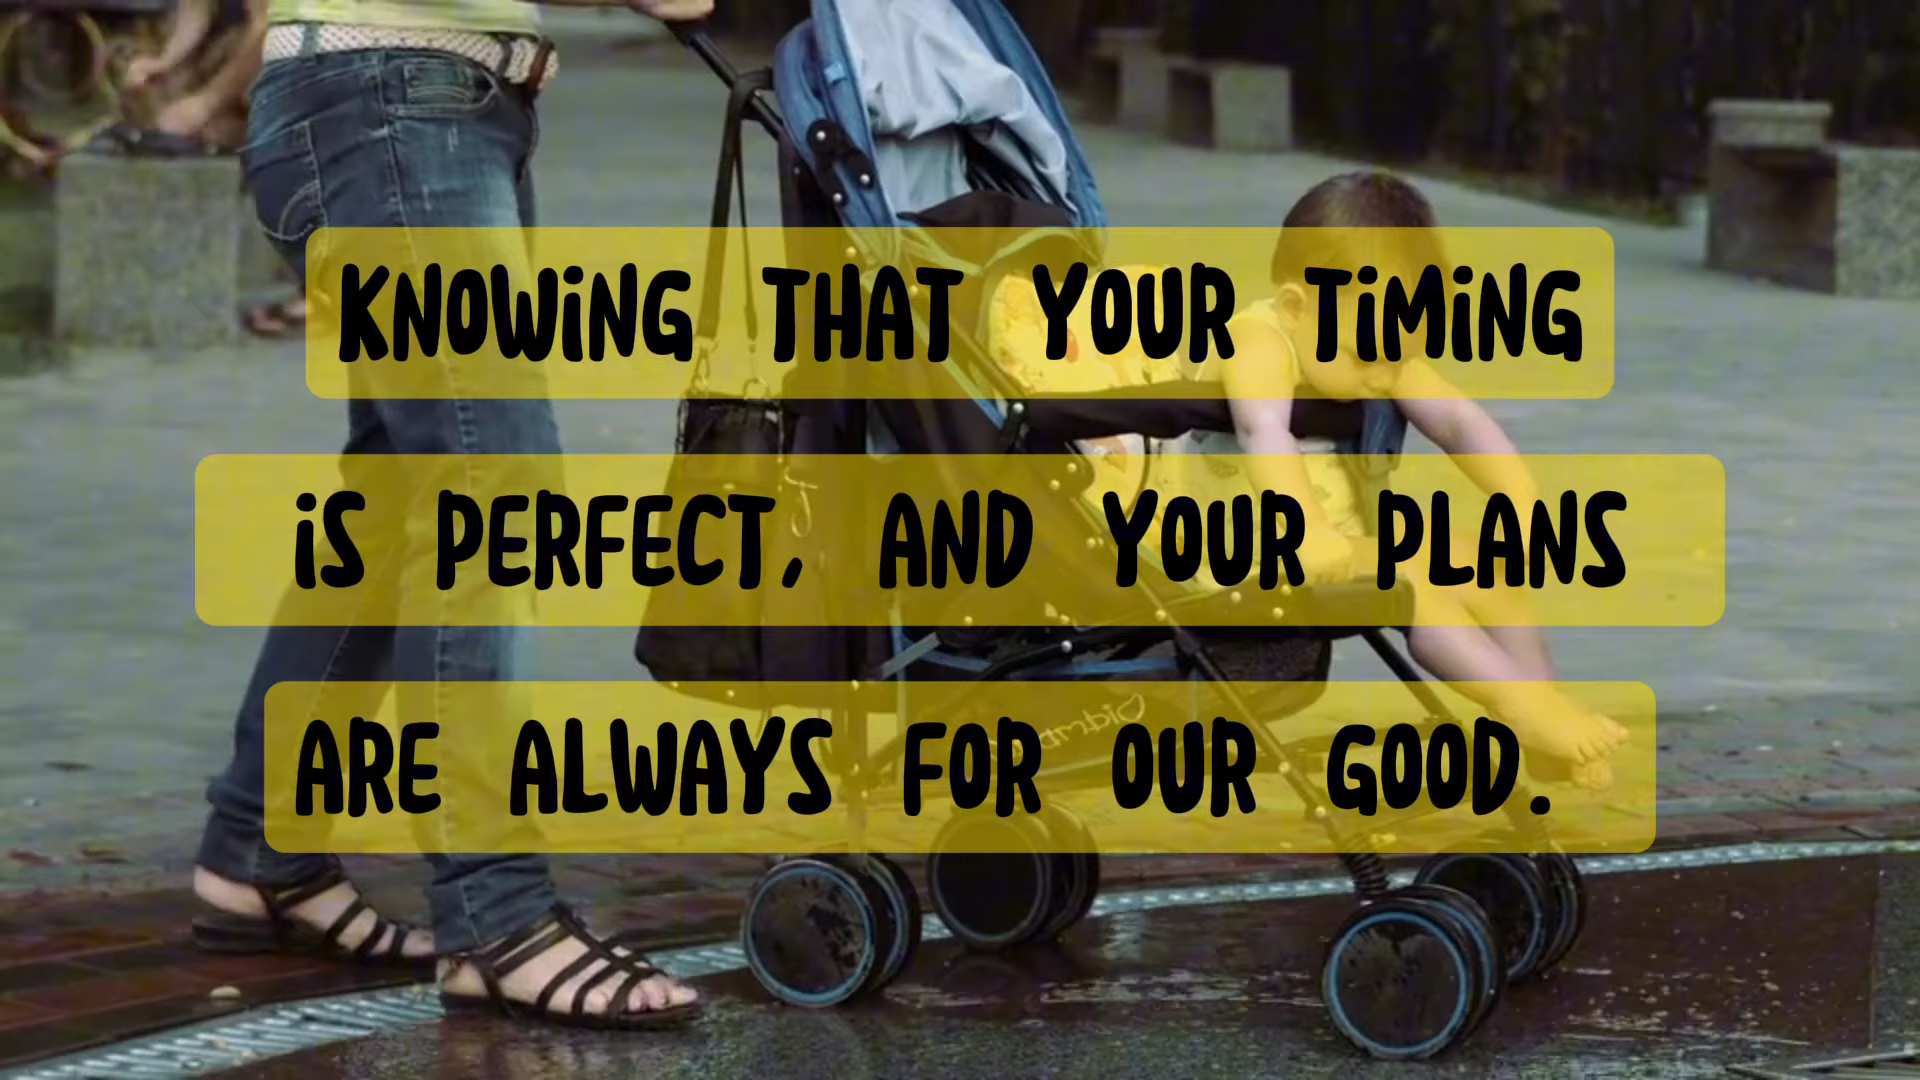 KNOWiNG THAT YOUR TiMiNG
iS PERFECT, AND YOUR PLANS
ARE ALWAYS FOR OUR GOOD.